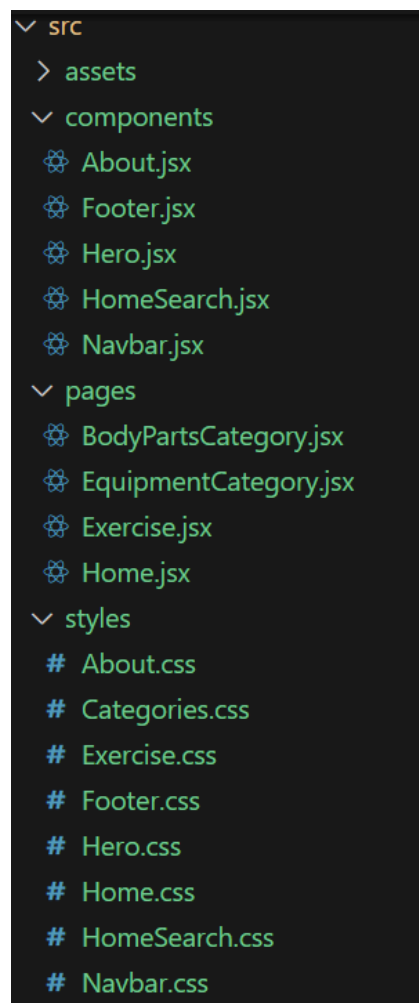 src
assets
components
About.jsx
Footer.jsx
Hero.jsx
HomeSearch.jsx
Navbar.jsx
pages
BodyPartsCategory.jsx
EquipmentCategory.jsx
Exercise.jsx
Home.jsx
styles
# About.css
# Categories.css
# Exercise.css
# Footer.css
# Hero.css
# Home.css
# HomeSearch.css
# Navbar.css